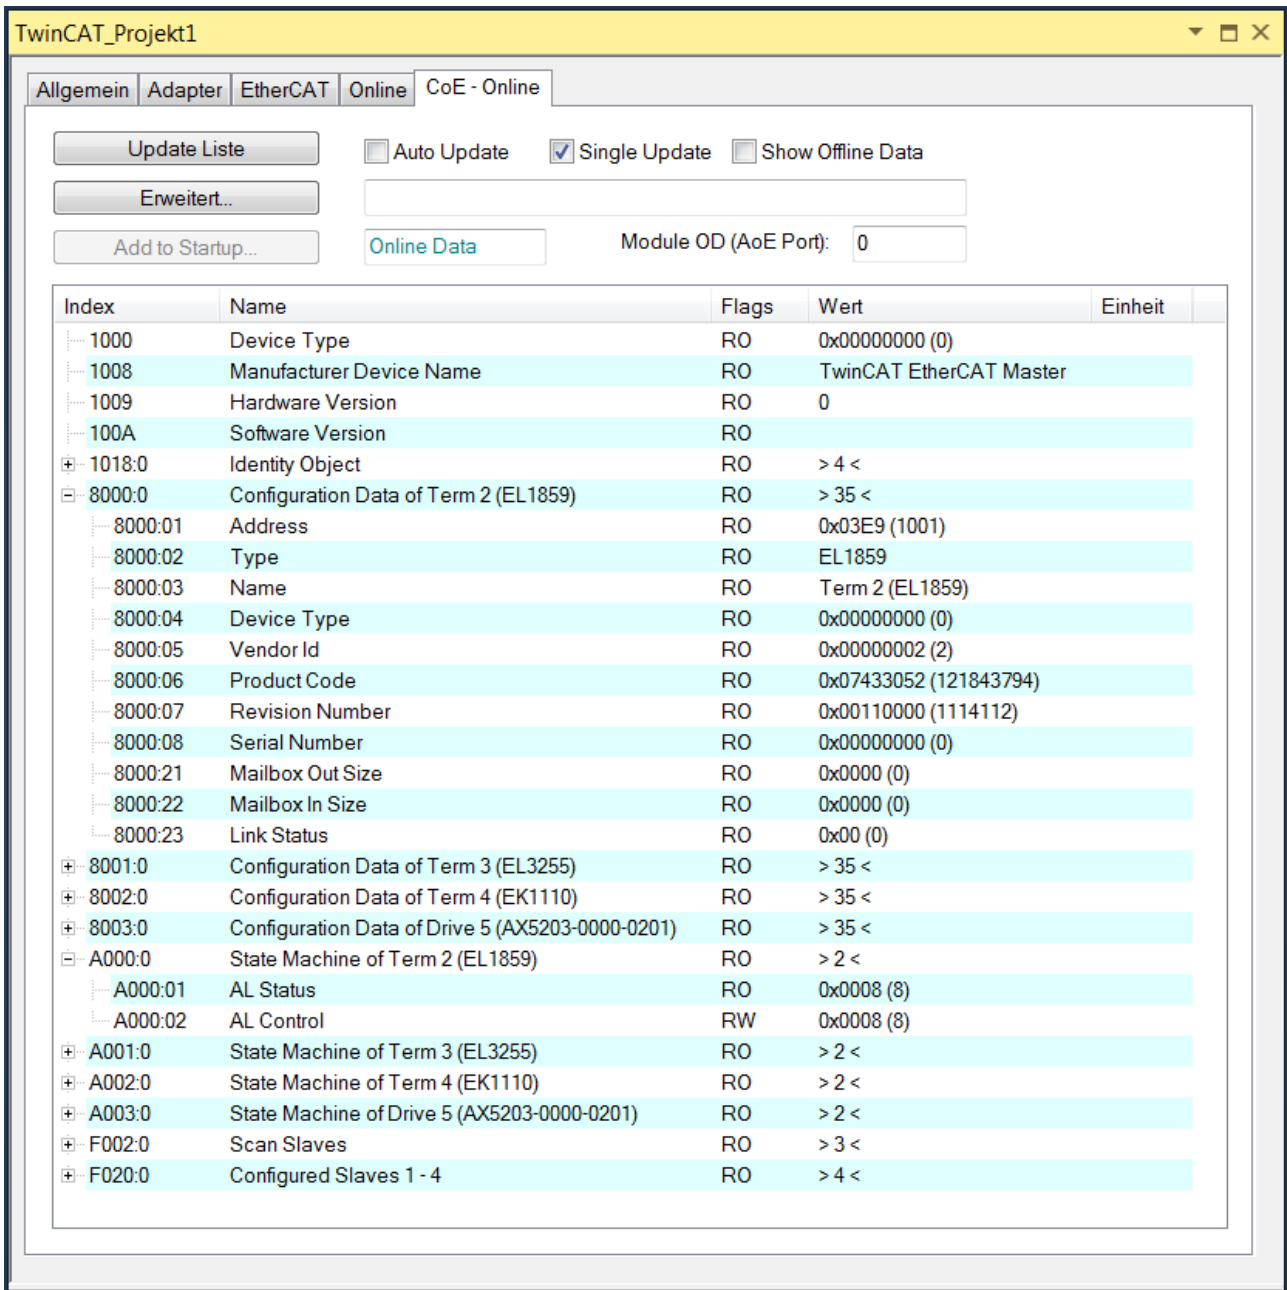 TwinCAT_Projekt1
Allgemein Adapter EtherCAT Online CoE - Online
Update Liste Auto Update Single Update Show Offline Data
Erweitert...
Add to Startup... Online Data Module OD (AoE Port): 0
Index Name Flags Wert Einheit
1000 Device Type RO 0x00000000 (0)
1008 Manufacturer Device Name RO TwinCAT EtherCAT Master
1009 Hardware Version RO 0
100A Software Version RO
1018:0 Identity Object RO > 4 <
8000:0 Configuration Data of Term 2 (EL1859) RO > 35 <
8000:01 Address RO 0x03E9 (1001)
8000:02 Type RO EL1859
8000:03 Name RO Term 2 (EL1859)
8000:04 Device Type RO 0x00000000 (0)
8000:05 Vendor Id RO 0x00000002 (2)
8000:06 Product Code RO 0x07433052 (121843794)
8000:07 Revision Number RO 0x00110000 (1114112)
8000:08 Serial Number RO 0x00000000 (0)
8000:21 Mailbox Out Size RO 0x0000 (0)
8000:22 Mailbox In Size RO 0x0000 (0)
8000:23 Link Status RO 0x00 (0)
8001:0 Configuration Data of Term 3 (EL3255) RO > 35 <
8002:0 Configuration Data of Term 4 (EK1110) RO > 35 <
8003:0 Configuration Data of Drive 5 (AX5203-0000-0201) RO > 35 <
A000:0 State Machine of Term 2 (EL1859) RO > 2 <
A000:01 AL Status RO 0x0008 (8)
A000:02 AL Control RW 0x0008 (8)
A001:0 State Machine of Term 3 (EL3255) RO > 2 <
A002:0 State Machine of Term 4 (EK1110) RO > 2 <
A003:0 State Machine of Drive 5 (AX5203-0000-0201) RO > 2 <
F002:0 Scan Slaves RO > 3 <
F020:0 Configured Slaves 1 - 4 RO > 4 <